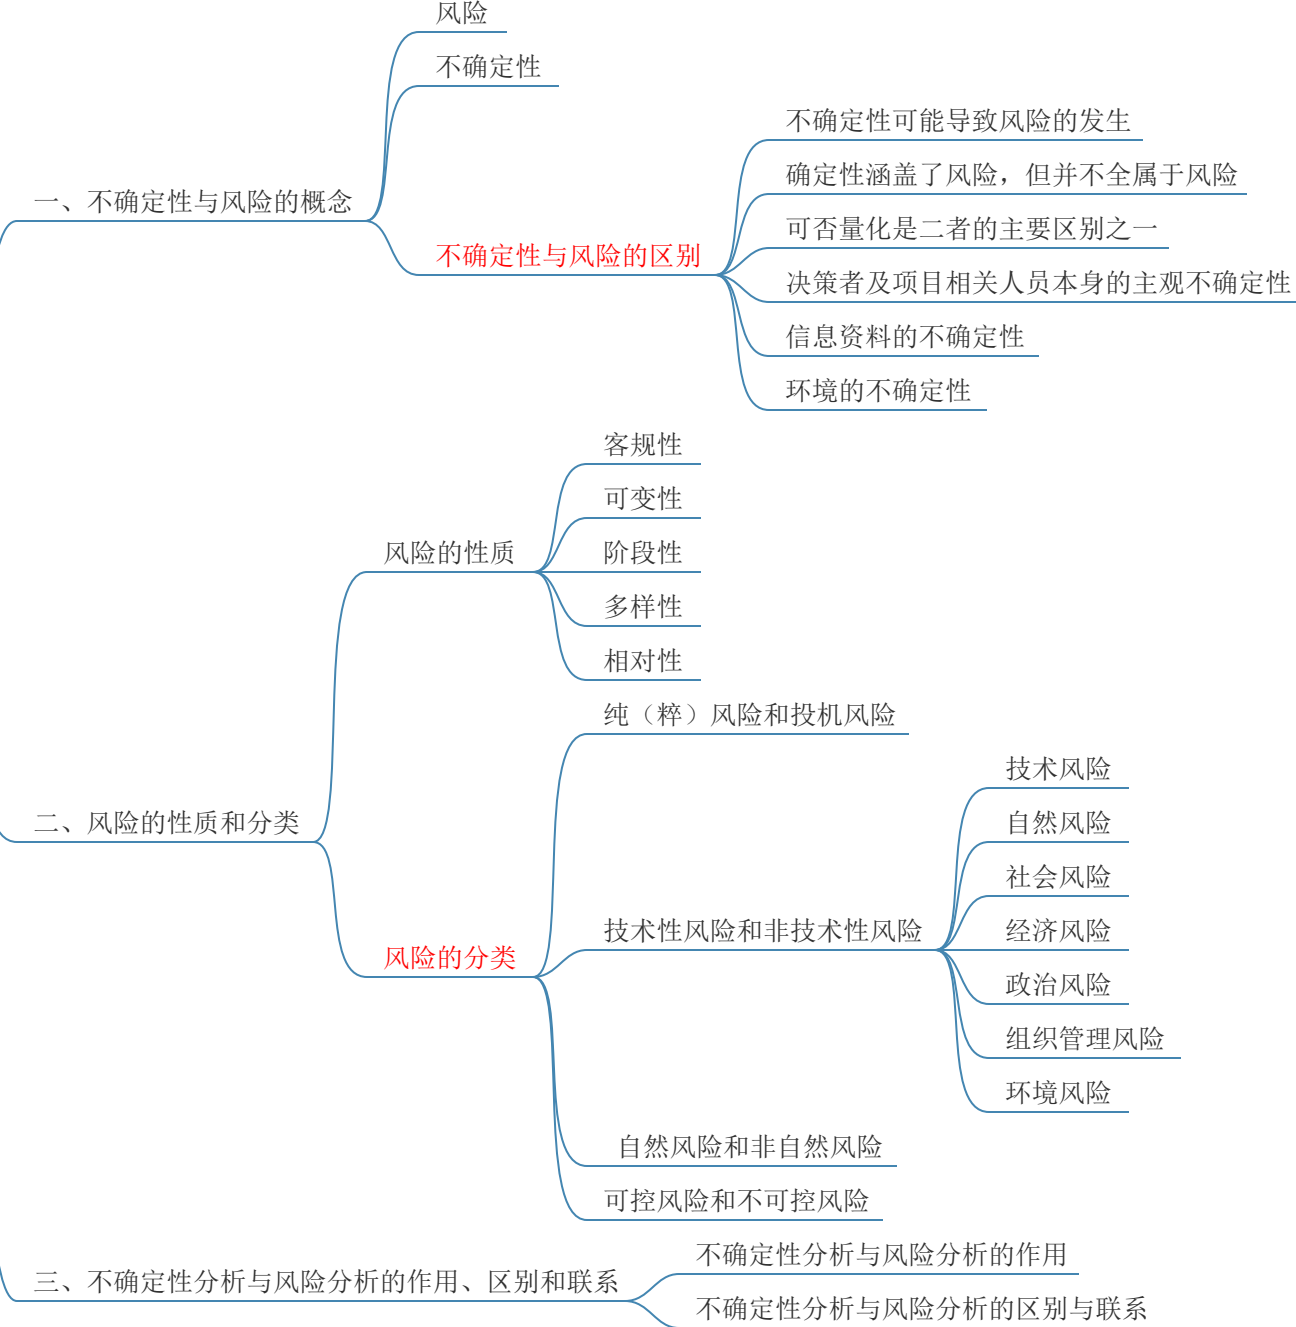 风险
不确定性
一、不确定性与风险的概念
不确定性与风险的区别
不确定性可能导致风险的发生
确定性涵盖了风险，但并不全属于风险
可否量化是二者的主要区别之一
决策者及项目相关人员本身的主观不确定性
信息资料的不确定性
环境的不确定性
二、风险的性质和分类
风险的性质
客规性
可变性
阶段性
多样性
相对性
风险的分类
纯（粹）风险和投机风险
技术性风险和非技术性风险
技术风险
自然风险
社会风险
经济风险
政治风险
组织管理风险
环境风险
自然风险和非自然风险
可控风险和不可控风险
三、不确定性分析与风险分析的作用、区别和联系
不确定性分析与风险分析的作用
不确定性分析与风险分析的区别与联系